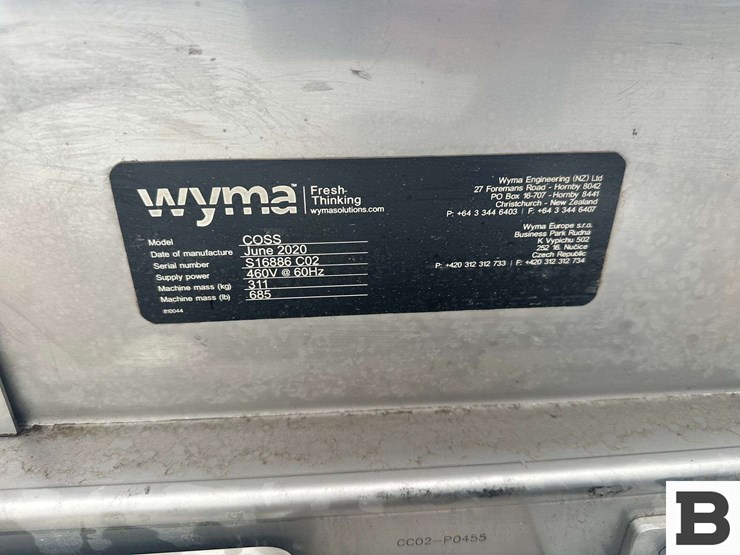 wyma™
Fresh-
Thinking
wymasolutions.com
Model COSS
Date of manufacture June 2020
Serial number S16886 C02
Supply power 460V @ 60Hz
Machine mass (kg) 311
Machine mass (lb) 685
810044
Wyma Engineering (NZ) Ltd
27 Foremans Road - Hornby 8042
PO Box 16-707 - Hornby 8441
Christchurch - New Zealand
P: +64 3 344 6403 | F: +64 3 344 6407
Wyma Europe s.r.o.
Business Park Rudna
K Vypichu 502
252 16. Nučice
Czech Republic
P: +420 312 312 733 | F: +420 312 312 734
CC02-P0455
B